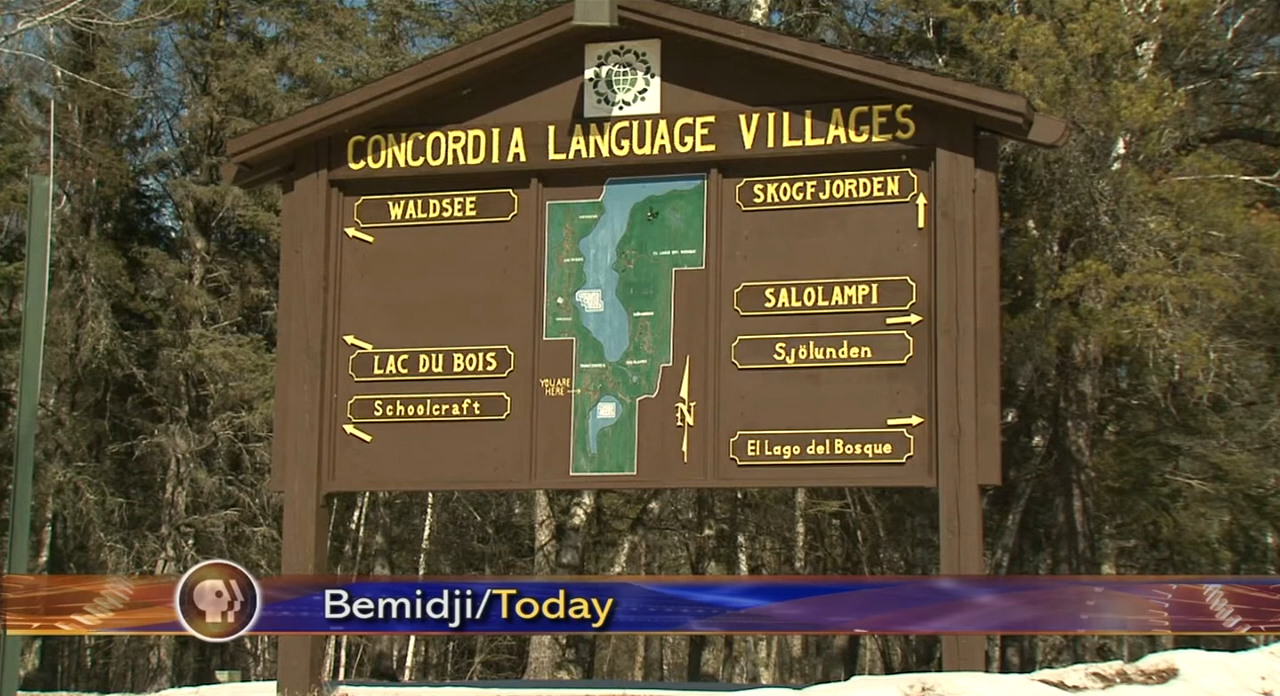 CONCORDIA LANGUAGE VILLAGES
WALDSEE
LAC DU BOIS
Schoolcraft
YOU ARE
HERE
N
SKOGFJORDEN
SALOLAMPI
Sjölunden
El Lago del Bosque
Bemidji/Today